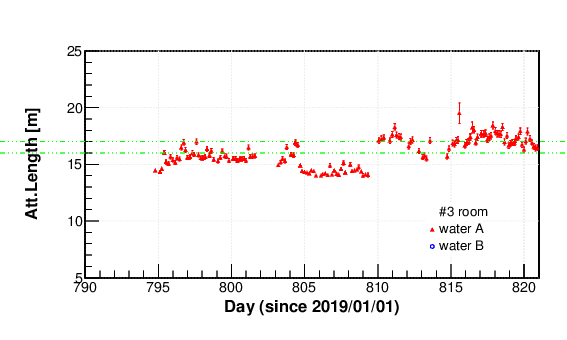 25
20
15
10
5
Att.Length [m]
#3 room
water A
water B
790 795 800 805 810 815 820
Day (since 2019/01/01)